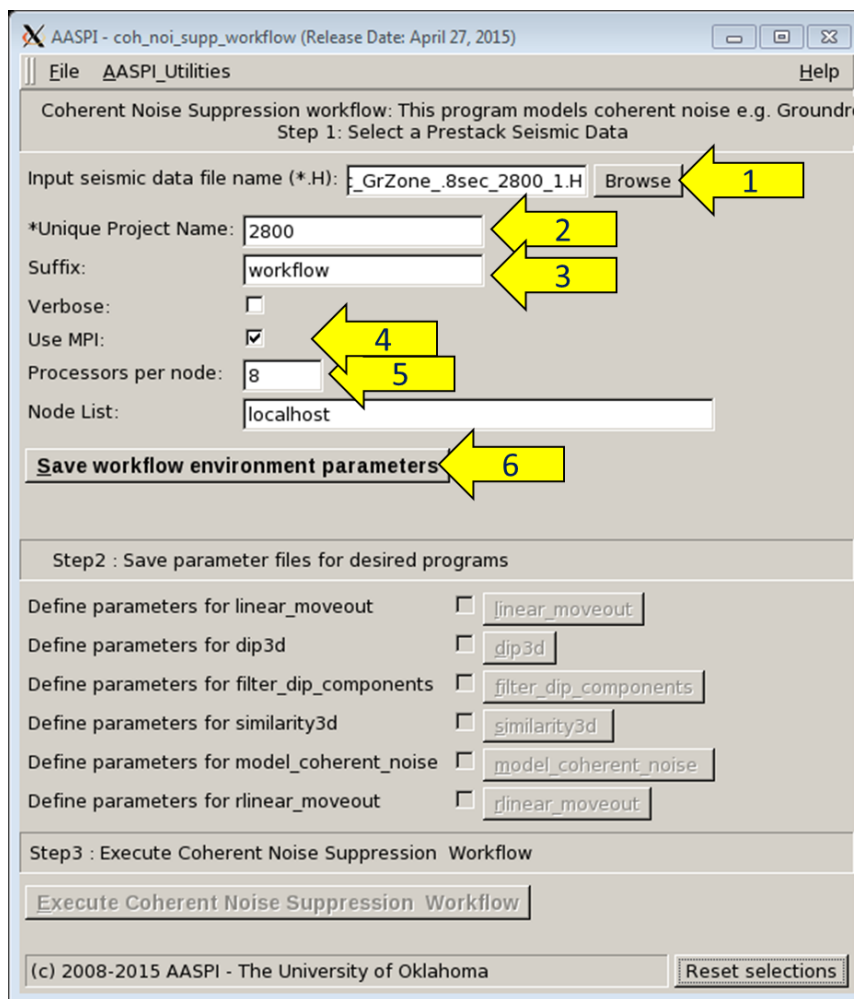 AASPI - coh_noi_supp_workflow (Release Date: April 27, 2015)
File AASPI_Utilities Help
Coherent Noise Suppression workflow: This program models coherent noise e.g. Groundro
Step 1: Select a Prestack Seismic Data
Input seismic data file name (*.H): _GrZone_.8sec_2800_1.H Browse 1
*Unique Project Name: 2800 2
Suffix: workflow 3
Verbose:
Use MPI: 4
Processors per node: 8 5
Node List: localhost
Save workflow environment parameters 6
Step2 : Save parameter files for desired programs
Define parameters for linear_moveout linear_moveout
Define parameters for dip3d dip3d
Define parameters for filter_dip_components filter_dip_components
Define parameters for similarity3d similarity3d
Define parameters for model_coherent_noise model_coherent_noise
Define parameters for rlinear_moveout rlinear_moveout
Step3 : Execute Coherent Noise Suppression Workflow
Execute Coherent Noise Suppression Workflow
(c) 2008-2015 AASPI - The University of Oklahoma Reset selections